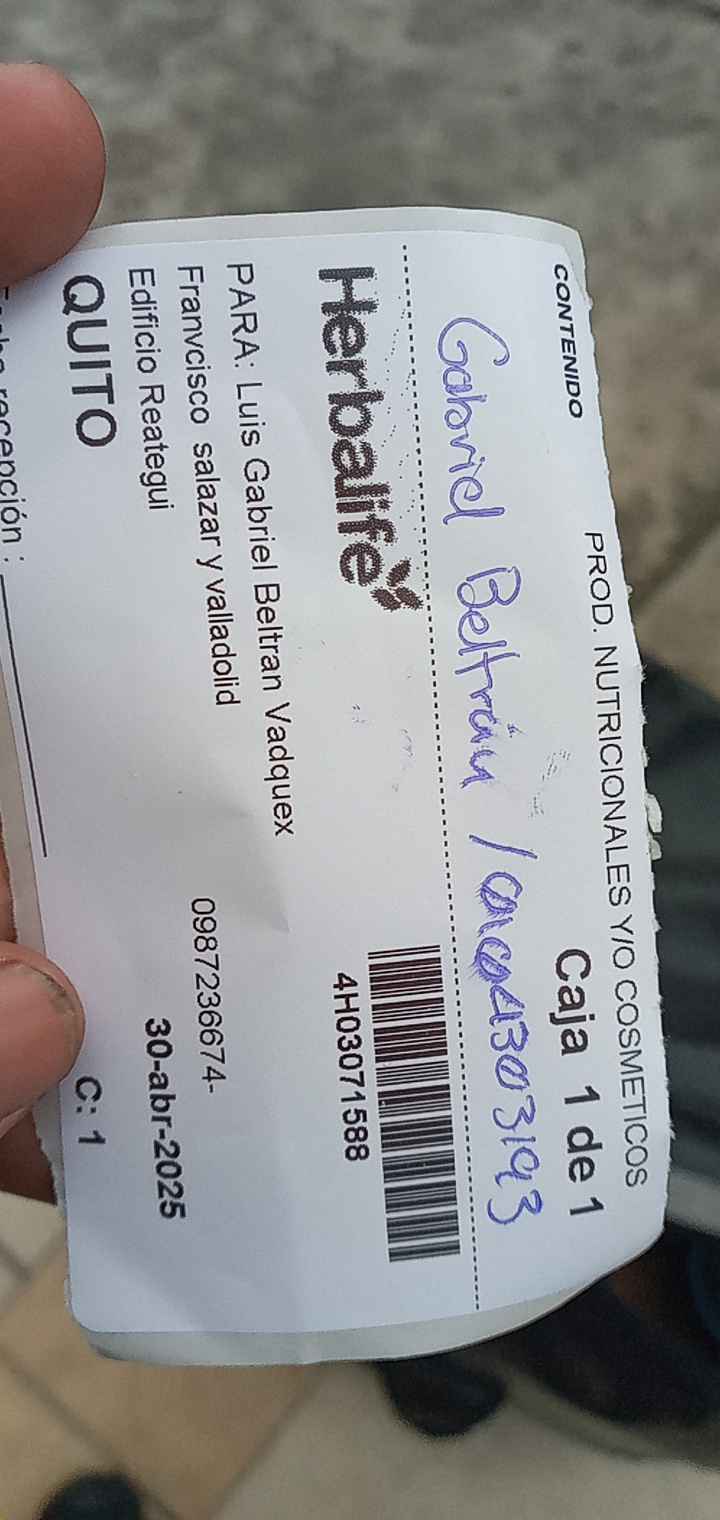 PROD. NUTRICIONALES Y/O COSMETICOS
CONTENIDO
Caja 1 de 1
Gabriel Beltrán /
Herbalife
4H03071588
PARA: Luis Gabriel Beltran Vadquex
Franvcisco salazar y valladolid
0987236674-
Edificio Reategui
30-abr-2025
QUITO
C: 1
recepción :